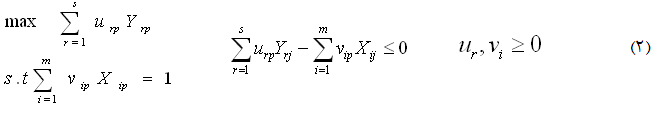 max ∑_{r=1}^{s} u_{rp} Y_{rp}
s.t ∑_{i=1}^{m} v_{ip} X_{ip} = 1
∑_{r=1}^{s} u_{rp} Y_{rj} − ∑_{i=1}^{m} v_{ip} X_{ij} ≤ 0
u_r, v_i ≥ 0
(۲)